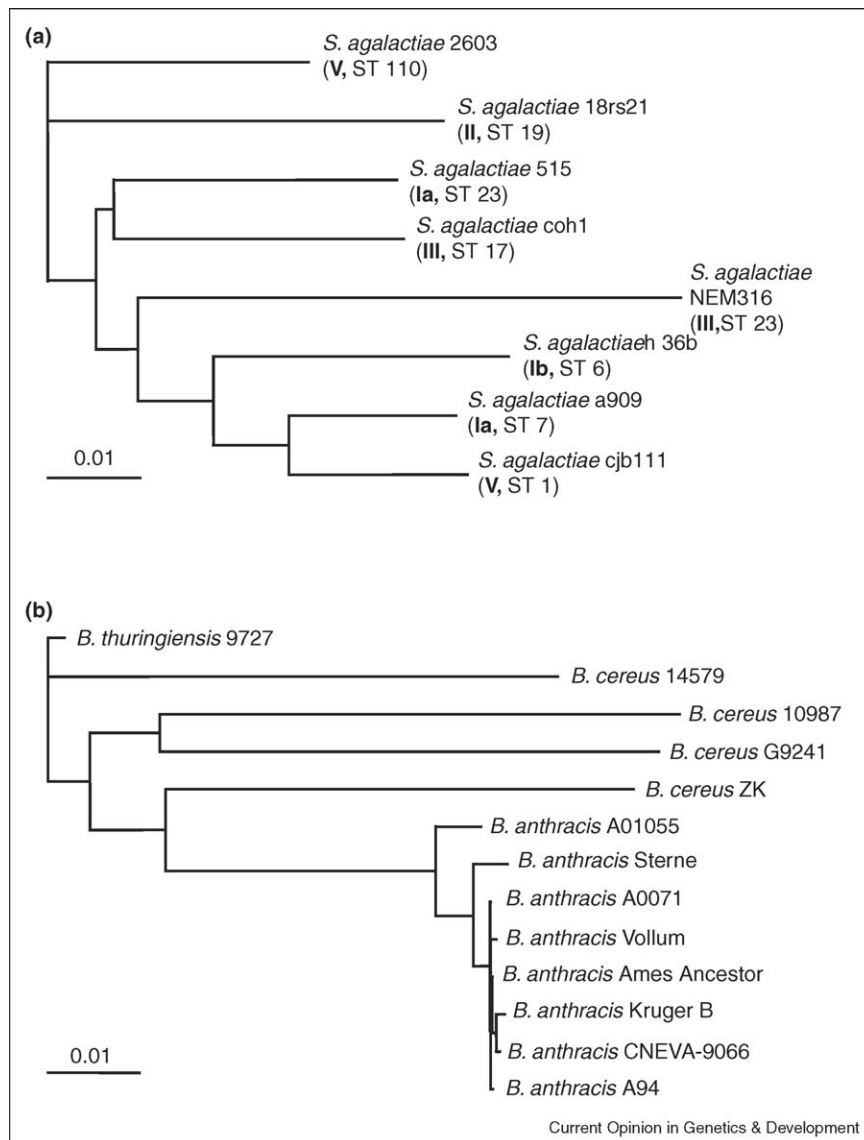 (a)
S. agalactiae 2603
(V, ST 110)
S. agalactiae 18rs21
(II, ST 19)
S. agalactiae 515
(Ia, ST 23)
S. agalactiae coh1
(III, ST 17)
S. agalactiae
NEM316
(III,ST 23)
S. agalactiaeh 36b
(Ib, ST 6)
S. agalactiae a909
(Ia, ST 7)
S. agalactiae cjb111
(V, ST 1)
0.01
(b)
B. thuringiensis 9727
B. cereus 14579
B. cereus 10987
B. cereus G9241
B. cereus ZK
B. anthracis A01055
B. anthracis Sterne
B. anthracis A0071
B. anthracis Vollum
B. anthracis Ames Ancestor
B. anthracis Kruger B
B. anthracis CNEVA-9066
B. anthracis A94
0.01
Current Opinion in Genetics & Development